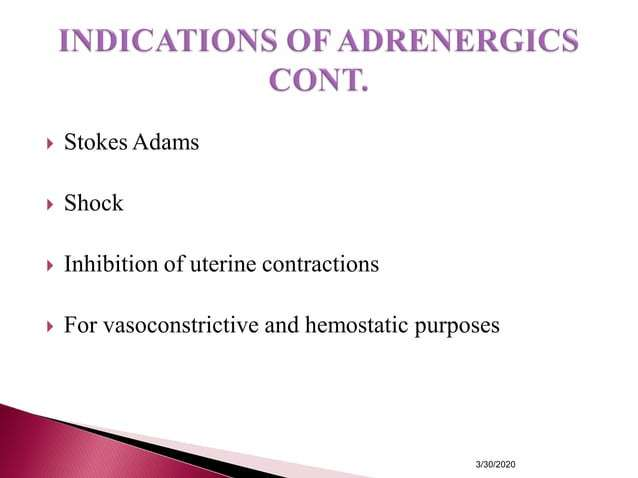 INDICATIONS OF ADRENERGICS
CONT.
Stokes Adams
Shock
Inhibition of uterine contractions
For vasoconstrictive and hemostatic purposes
3/30/2020